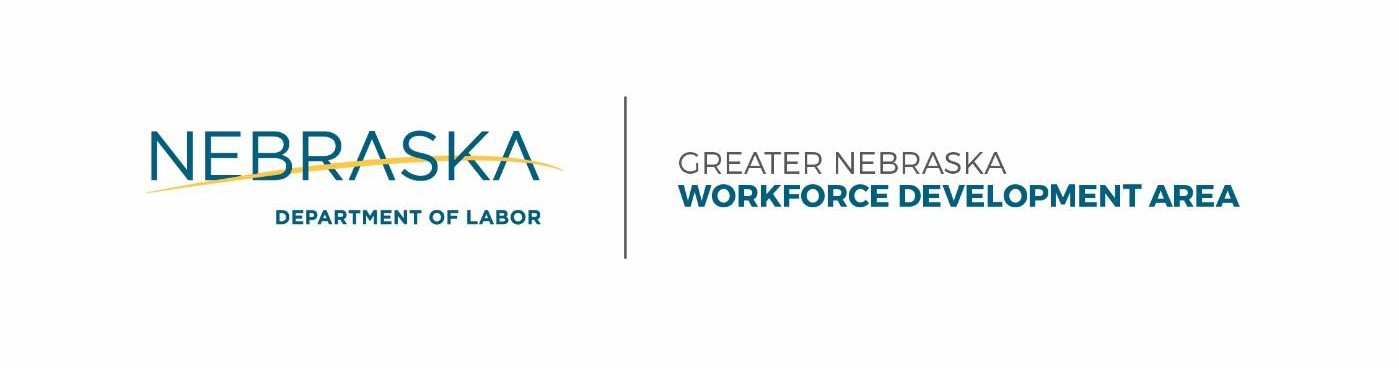 NEBRASKA
DEPARTMENT OF LABOR
GREATER NEBRASKA
WORKFORCE DEVELOPMENT AREA